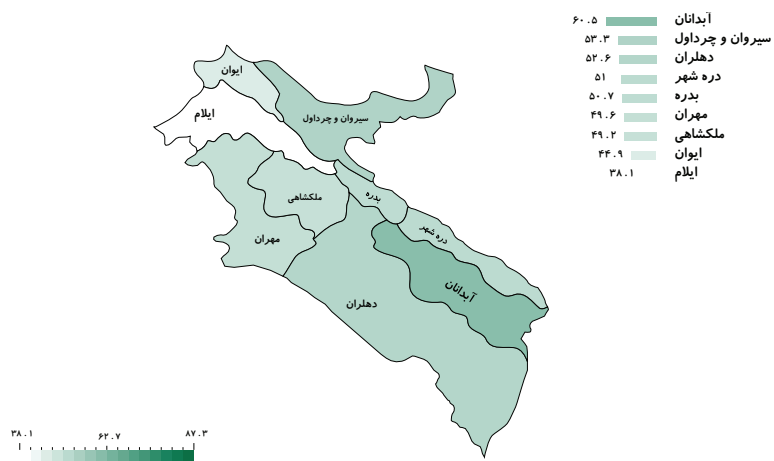 آبدانان ۶۰.۵
سیروان و چرداول ۵۳.۳
دهلران ۵۲.۶
دره شهر ۵۱
بدره ۵۰.۷
مهران ۴۹.۶
ملکشاهی ۴۹.۲
ایوان ۴۴.۹
ایلام ۳۸.۱
ایوان
ایلام
سیروان و چرداول
ملکشاهی
بدره
دره شهر
مهران
آبدانان
دهلران
۳۸.۱ ۶۲.۷ ۸۷.۳